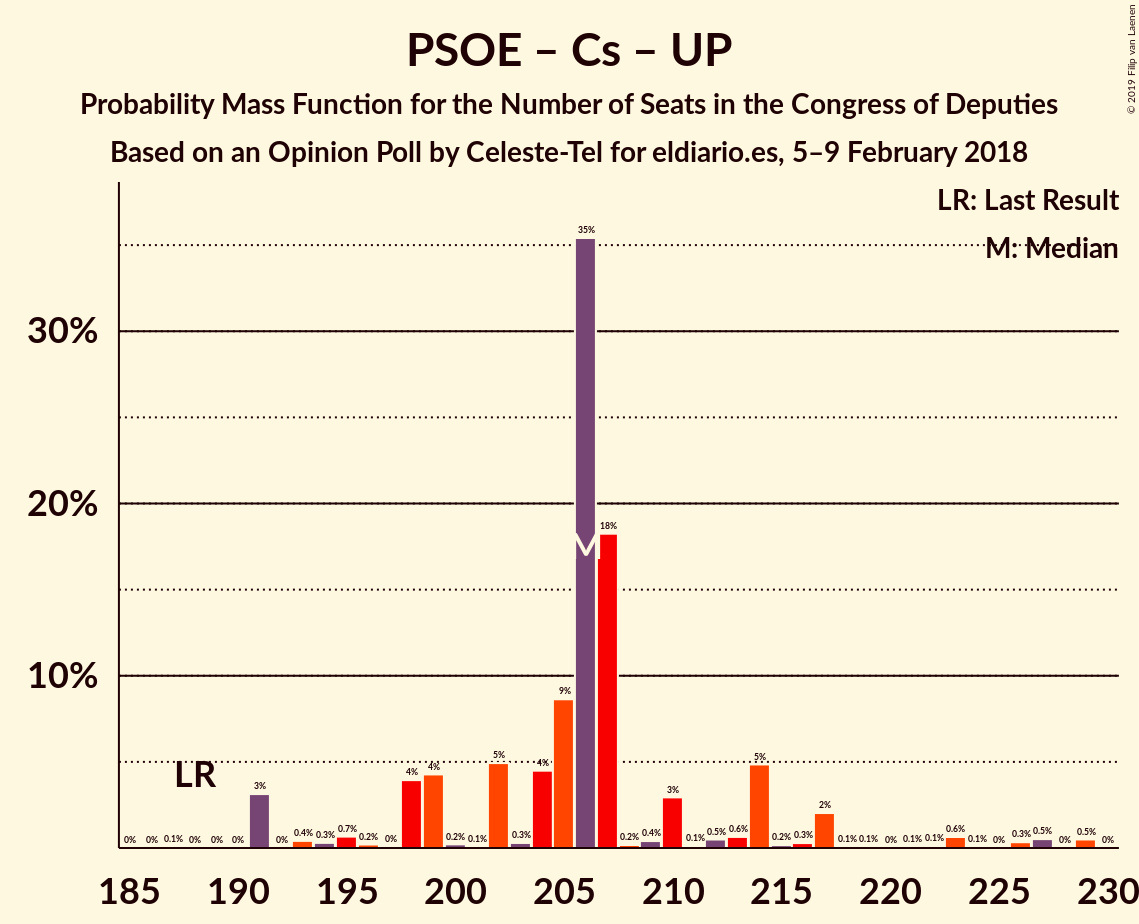 PSOE – Cs – UP
Probability Mass Function for the Number of Seats in the Congress of Deputies
Based on an Opinion Poll by Celeste-Tel for eldiario.es, 5–9 February 2018
© 2019 Filip van Laenen
LR: Last Result
M: Median
30%
20%
10%
LR
0% 0% 0.1% 0% 0% 0% 3% 0% 0.4% 0.3% 0.7% 0.2% 0% 4% 4% 0.2% 0.1% 5% 0.3% 4% 9% 35% 18% 0.2% 0.4% 3% 0.1% 0.5% 0.6% 5% 0.2% 0.3% 2% 0.1% 0.1% 0% 0.1% 0.1% 0.6% 0.1% 0% 0.3% 0.5% 0% 0.5% 0%
185 190 195 200 205 210 215 220 225 230